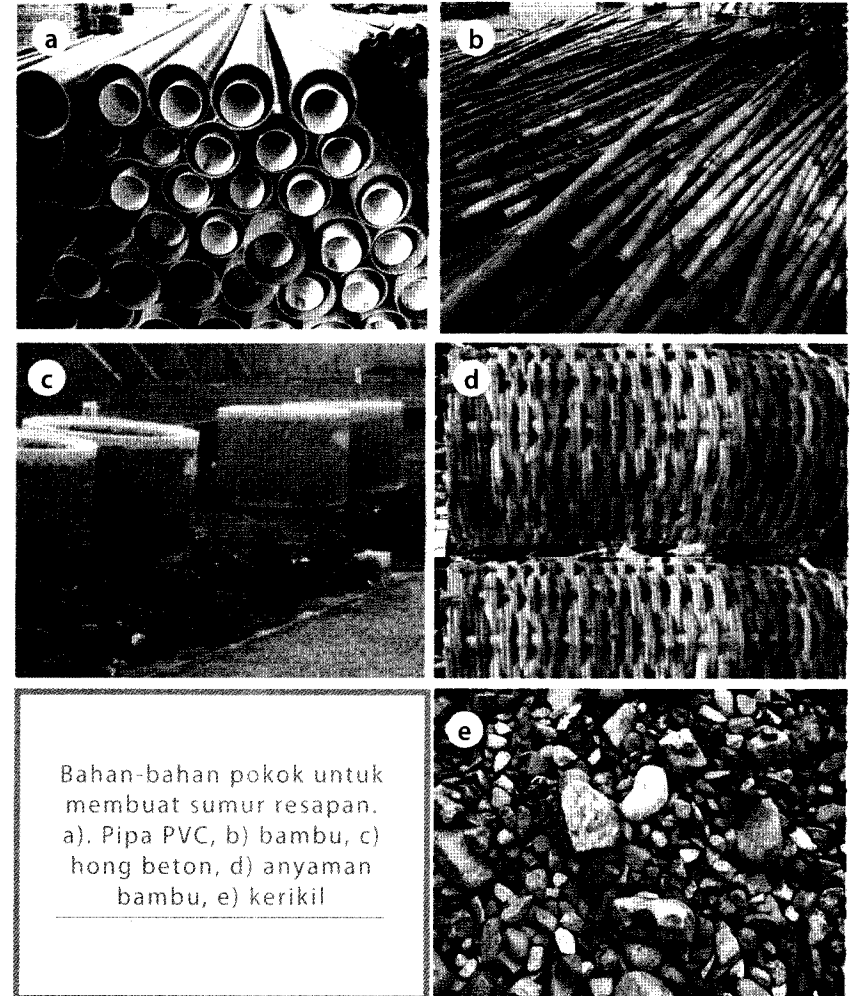 a
b
c
d
Bahan-bahan pokok untuk
membuat sumur resapan.
a). Pipa PVC, b) bambu, c)
hong beton, d) anyaman
bambu, e) kerikil
e